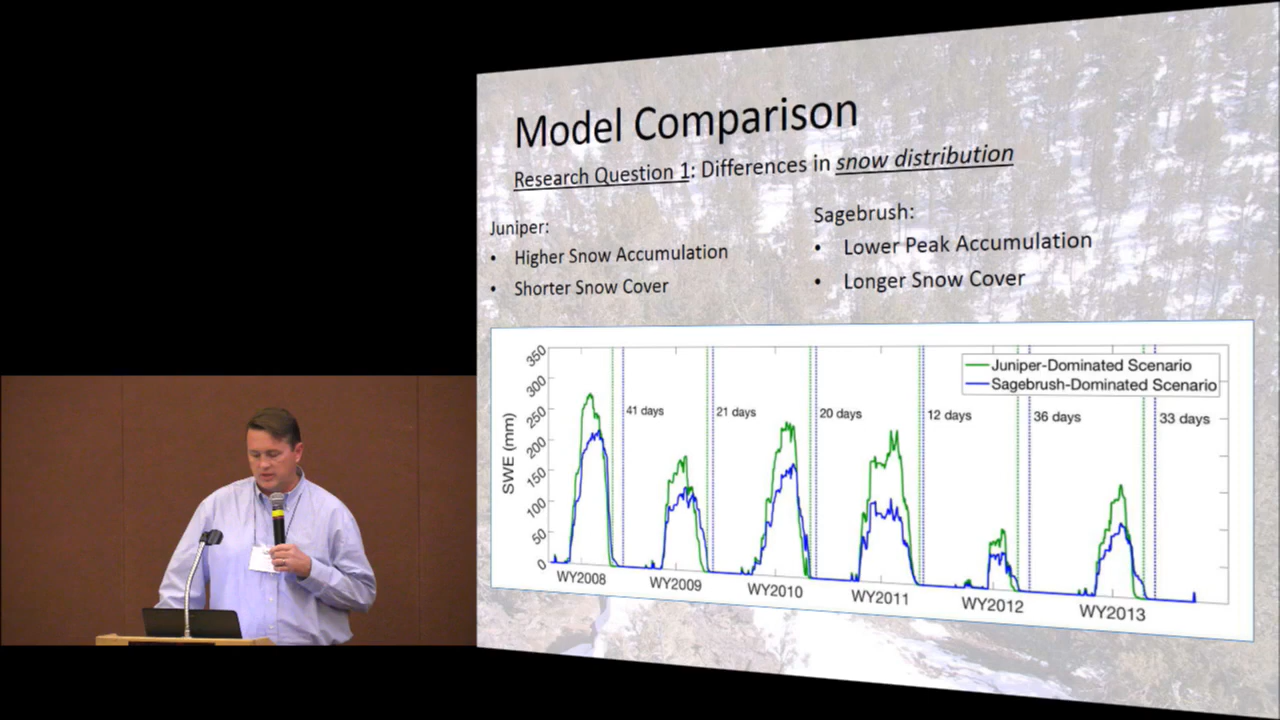 Model Comparison
Research Question 1: Differences in snow distribution
Juniper:
• Higher Snow Accumulation
• Shorter Snow Cover
Sagebrush:
• Lower Peak Accumulation
• Longer Snow Cover
Juniper-Dominated Scenario
Sagebrush-Dominated Scenario
SWE (mm)
350
300
250
200
150
100
50
0
41 days
21 days
20 days
12 days
36 days
33 days
WY2008
WY2009
WY2010
WY2011
WY2012
WY2013